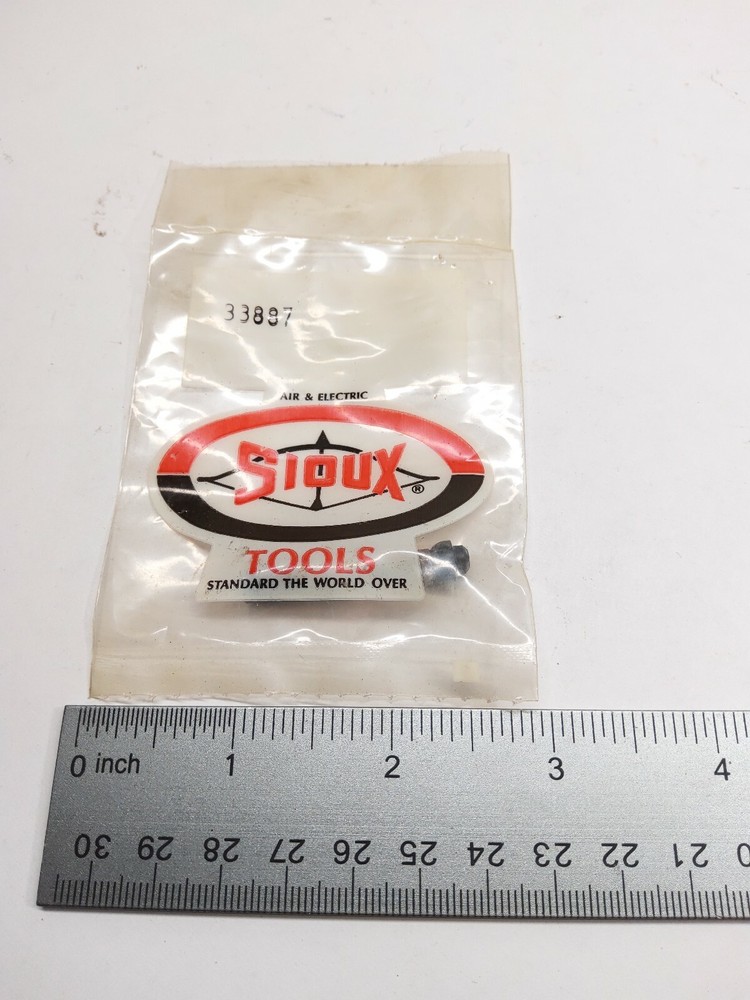 33887
AIR & ELECTRIC
SIOUX ®
TOOLS
STANDARD THE WORLD OVER
0 inch 1 2 3 4
30 29 28 27 26 25 24 23 22 21 0